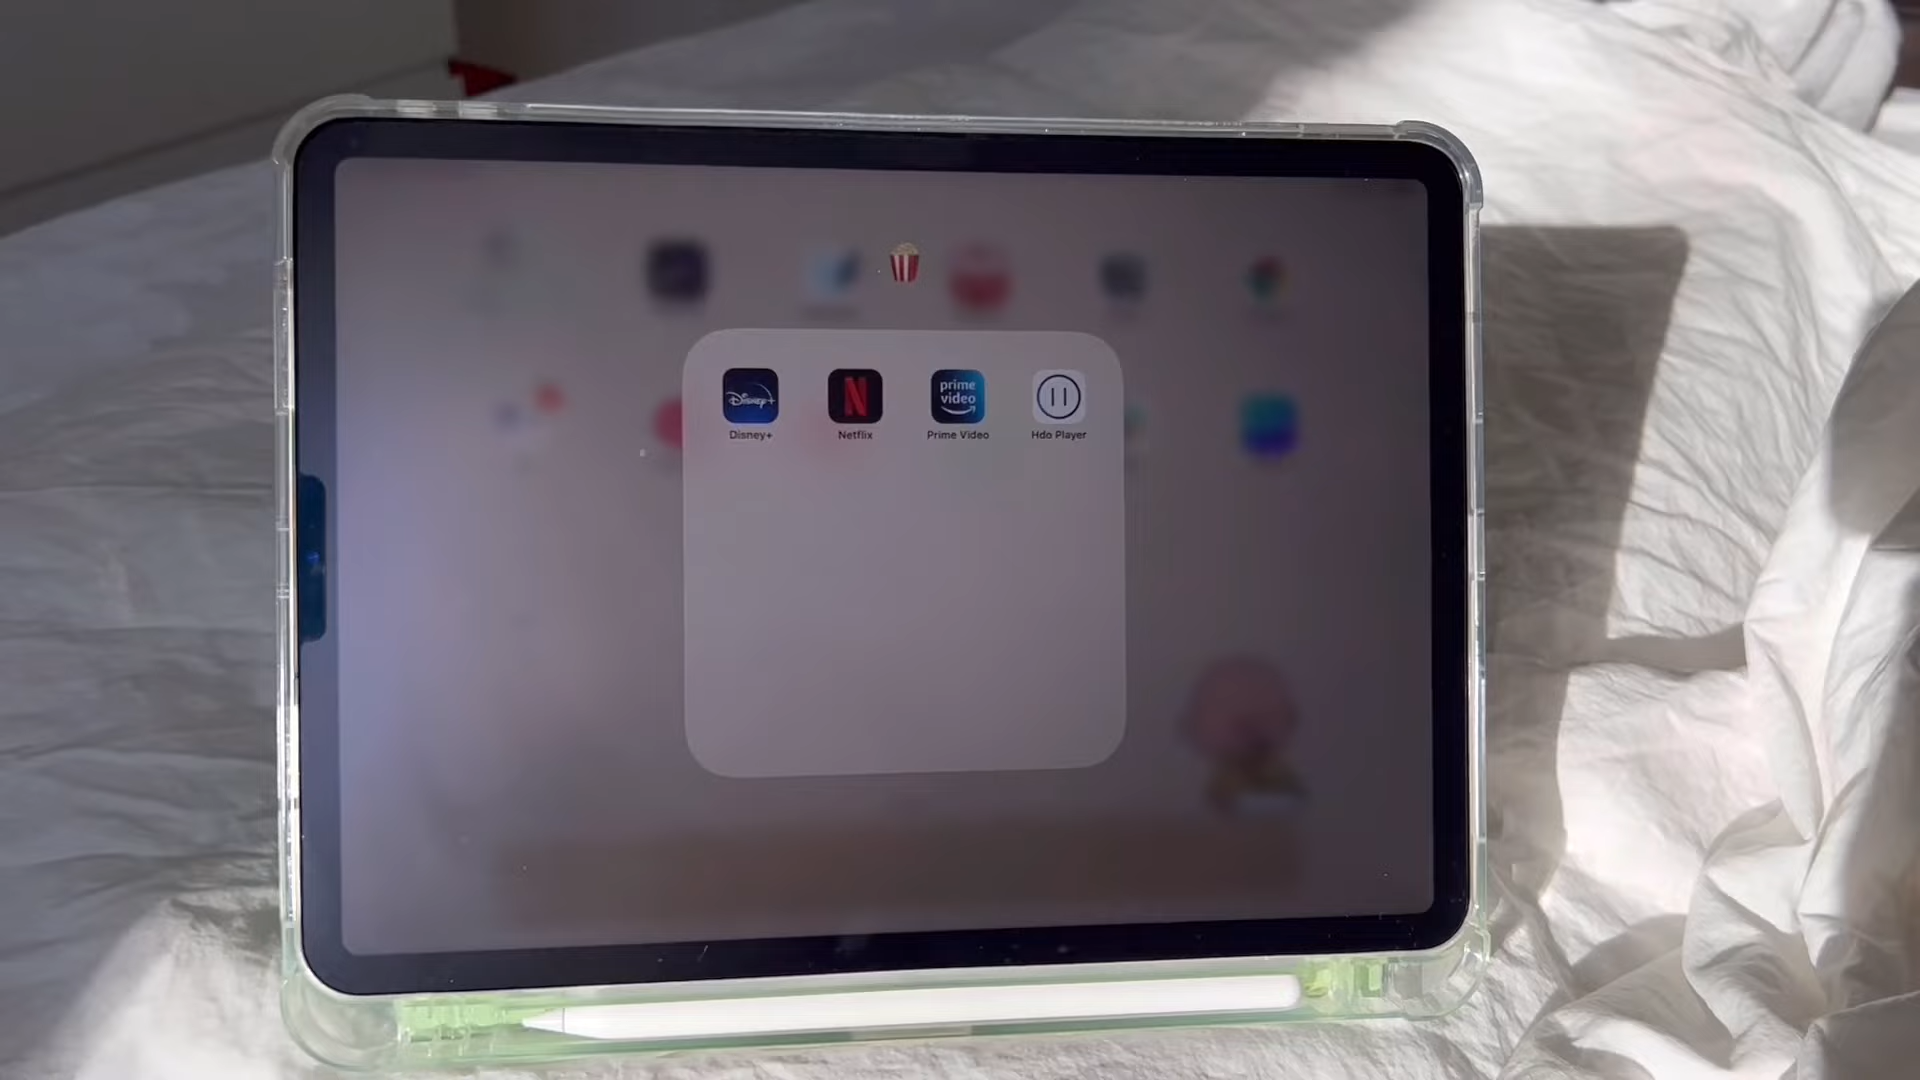 Disney+
N
prime
video
Disney+
Netflix
Prime Video
Hdo Player